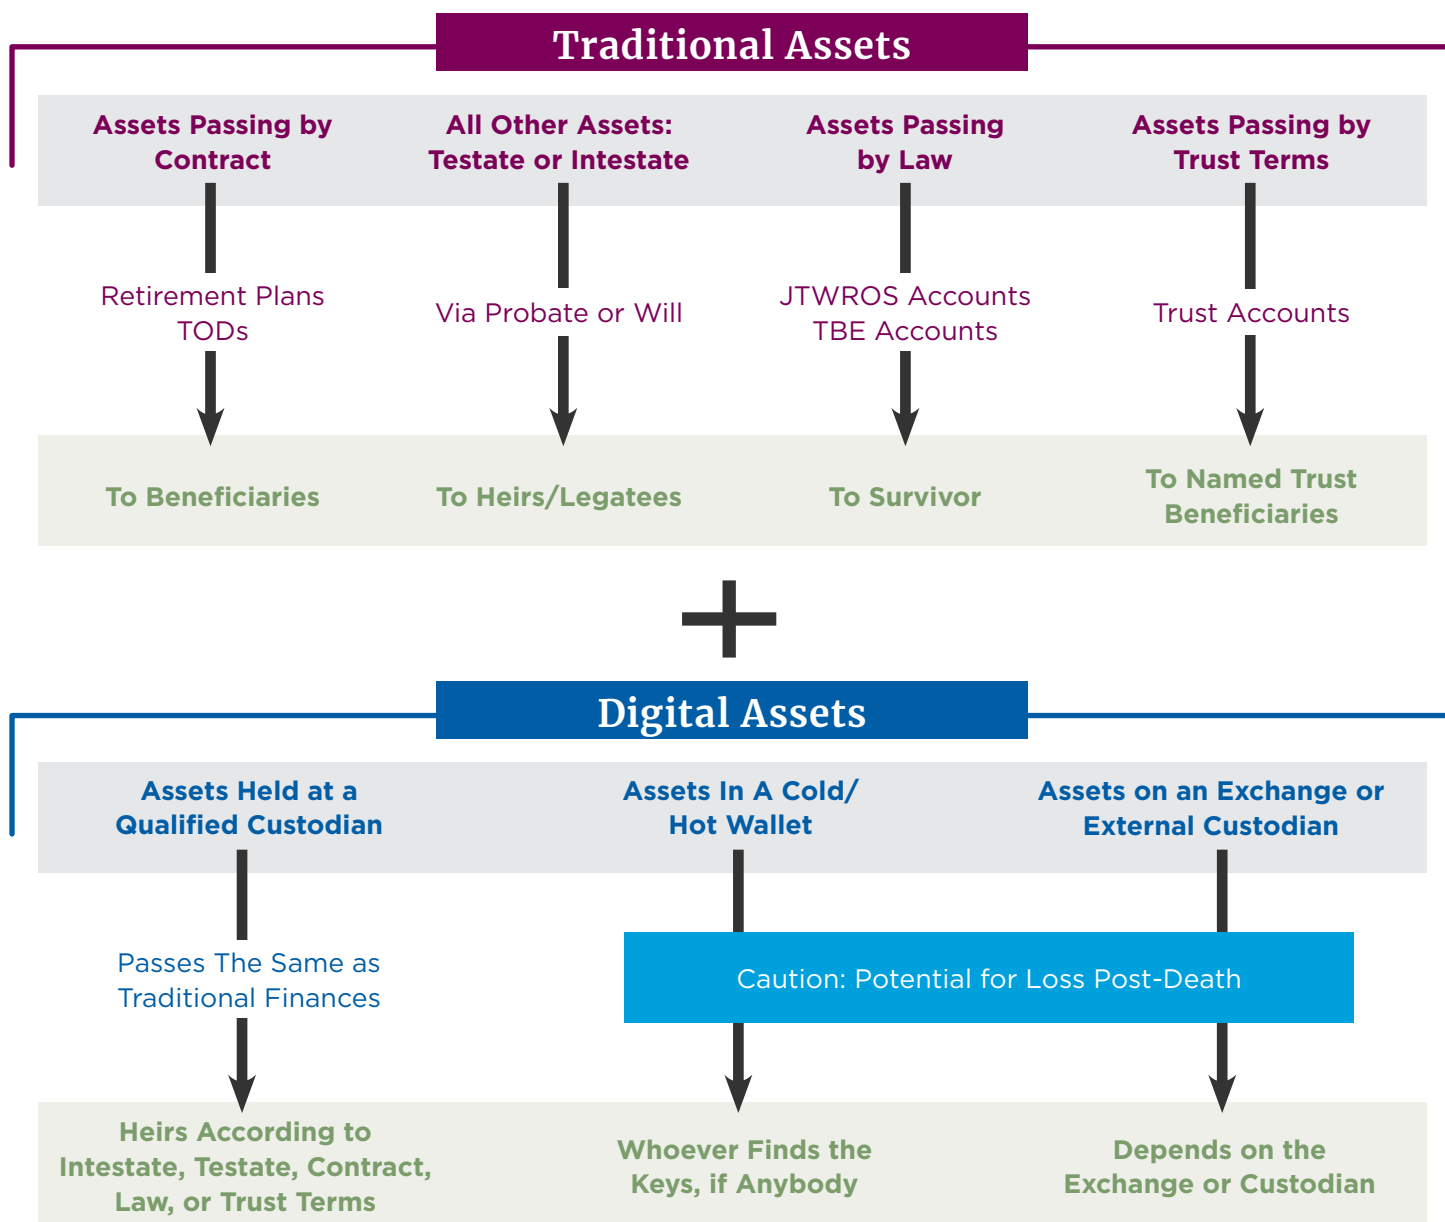 Traditional Assets
Assets Passing by
Contract
All Other Assets:
Testate or Intestate
Assets Passing
by Law
Assets Passing by
Trust Terms
Retirement Plans
TODs
Via Probate or Will
JTWROS Accounts
TBE Accounts
Trust Accounts
To Beneficiaries
To Heirs/Legatees
To Survivor
To Named Trust
Beneficiaries
Digital Assets
Assets Held at a
Qualified Custodian
Assets In A Cold/
Hot Wallet
Assets on an Exchange or
External Custodian
Passes The Same as
Traditional Finances
Caution: Potential for Loss Post-Death
Heirs According to
Intestate, Testate, Contract,
Law, or Trust Terms
Whoever Finds the
Keys, if Anybody
Depends on the
Exchange or Custodian